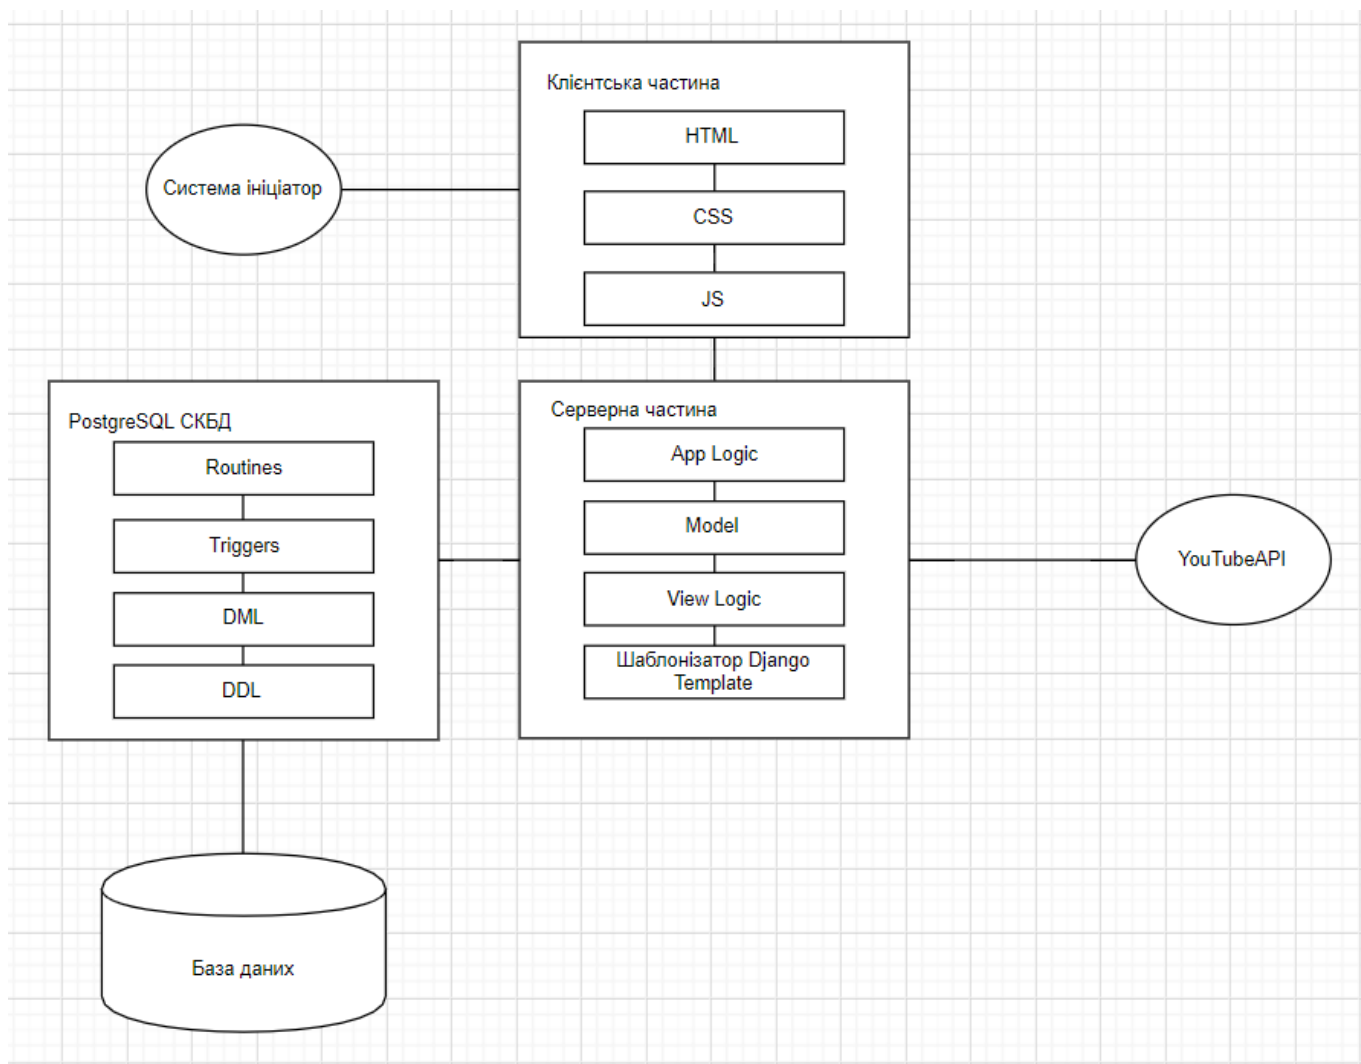 Клієнтська частина
HTML
CSS
JS
Система ініціатор
PostgreSQL СКБД
Routines
Triggers
DML
DDL
Серверна частина
App Logic
Model
View Logic
Шаблонізатор Django
Template
YouTubeAPI
База даних